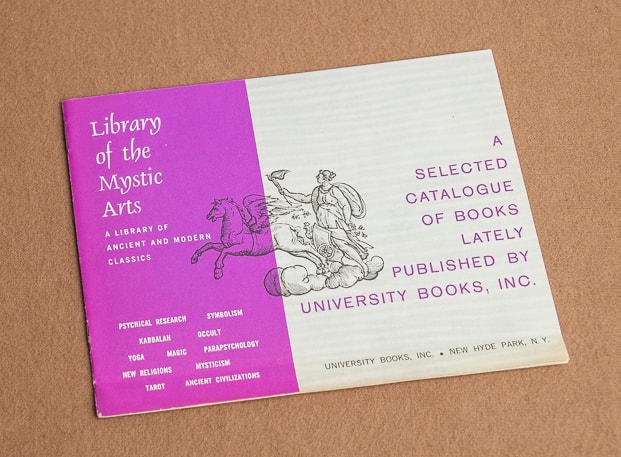 Library
of the
Mystic
Arts
A LIBRARY OF
ANCIENT AND MODERN
CLASSICS
PSYCHICAL RESEARCH SYMBOLISM
KABBALAH OCCULT
YOGA MAGIC PARAPSYCHOLOGY
NEW RELIGIONS MYSTICISM
TAROT ANCIENT CIVILIZATIONS
A
SELECTED
CATALOGUE
OF BOOKS
LATELY
PUBLISHED BY
UNIVERSITY BOOKS, INC.
UNIVERSITY BOOKS, INC. • NEW HYDE PARK, N.Y.